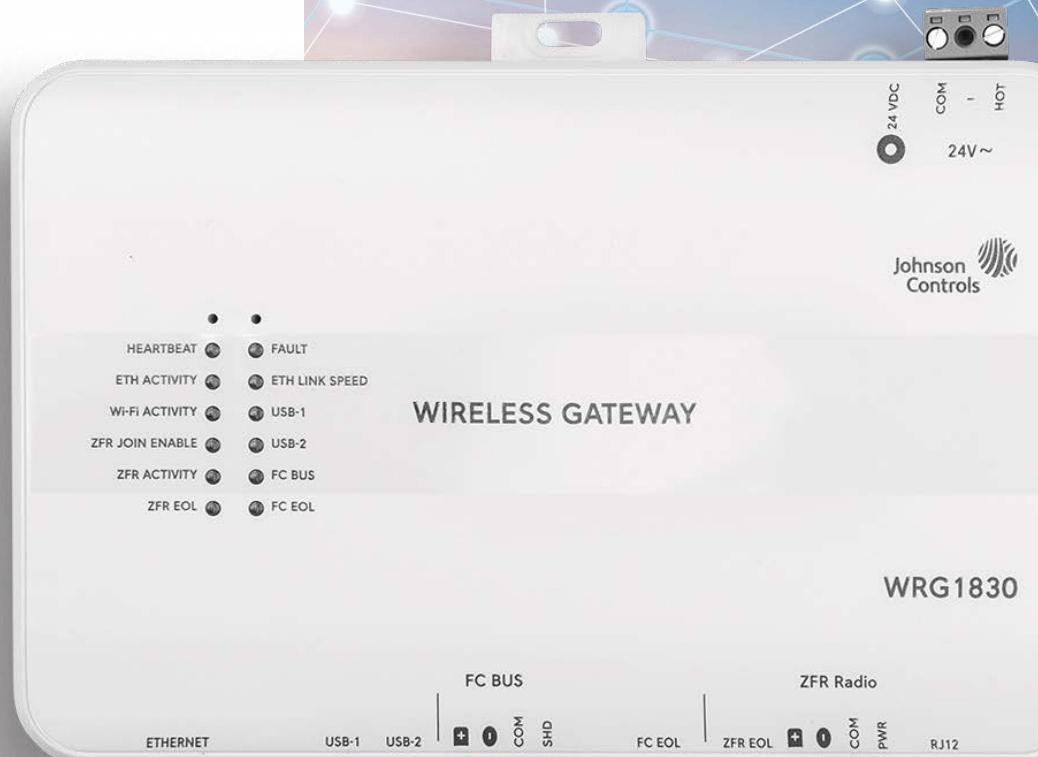 24 VDC
COM
-
HOT
24V~
Johnson
Controls
HEARTBEAT
FAULT
ETH ACTIVITY
ETH LINK SPEED
Wi-Fi ACTIVITY
USB-1
ZFR JOIN ENABLE
USB-2
ZFR ACTIVITY
FC BUS
ZFR EOL
FC EOL
WIRELESS GATEWAY
WRG1830
FC BUS
ZFR Radio
ETHERNET
USB-1
USB-2
+
-
COM
SHD
FC EOL
ZFR EOL
+
-
COM
PWR
RJ12